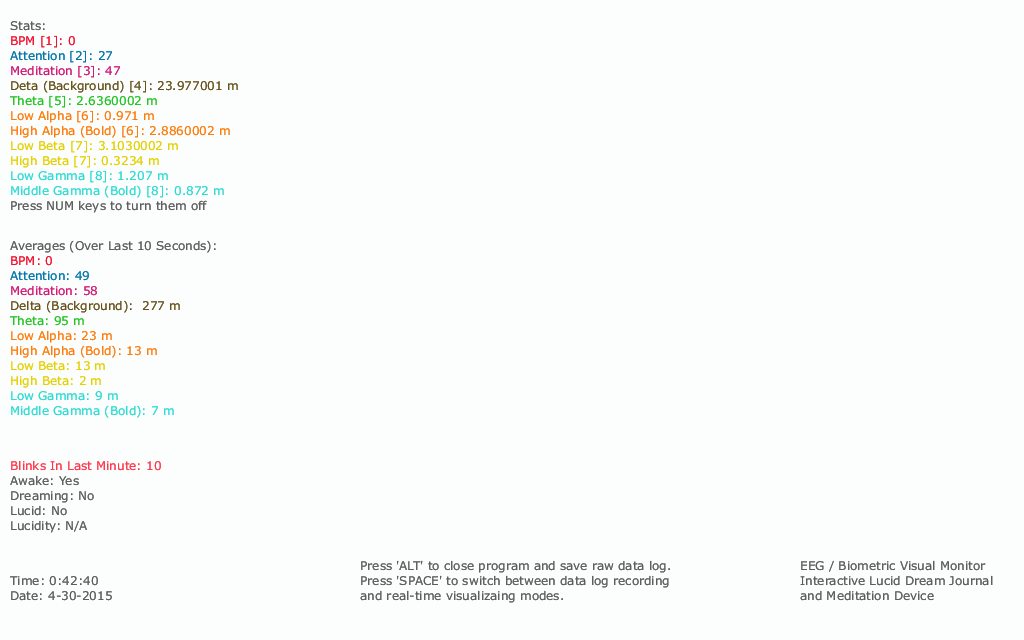 Stats:
BPM [1]: 0
Attention [2]: 27
Meditation [3]: 47
Deta (Background) [4]: 23.977001 m
Theta [5]: 2.6360002 m
Low Alpha [6]: 0.971 m
High Alpha (Bold) [6]: 2.8860002 m
Low Beta [7]: 3.1030002 m
High Beta [7]: 0.3234 m
Low Gamma [8]: 1.207 m
Middle Gamma (Bold) [8]: 0.872 m
Press NUM keys to turn them off
Averages (Over Last 10 Seconds):
BPM: 0
Attention: 49
Meditation: 58
Delta (Background):  277 m
Theta: 95 m
Low Alpha: 23 m
High Alpha (Bold): 13 m
Low Beta: 13 m
High Beta: 2 m
Low Gamma: 9 m
Middle Gamma (Bold): 7 m
Blinks In Last Minute: 10
Awake: Yes
Dreaming: No
Lucid: No
Lucidity: N/A
Time: 0:42:40
Date: 4-30-2015
Press 'ALT' to close program and save raw data log.
Press 'SPACE' to switch between data log recording
and real-time visualizaing modes.
EEG / Biometric Visual Monitor
Interactive Lucid Dream Journal
and Meditation Device